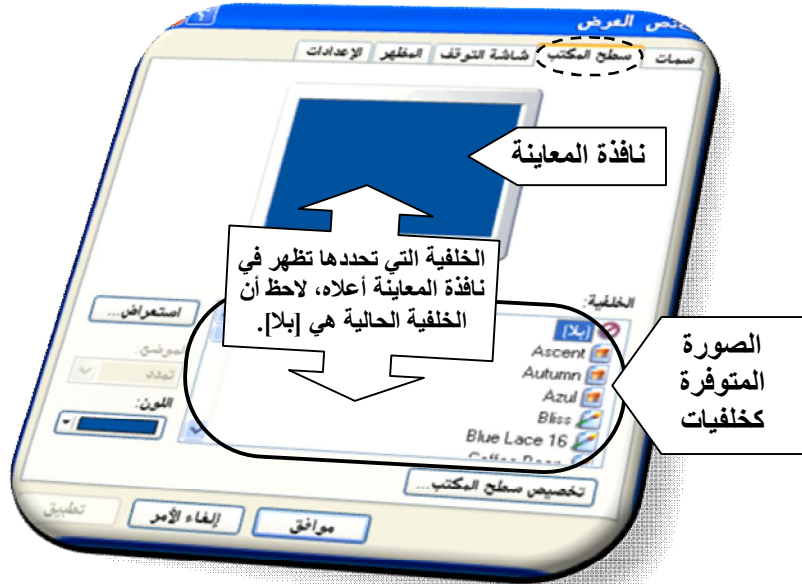 خصائص العرض
سمات سطح المكتب شاشة التوقف المظهر الإعدادات
نافذة المعاينة
الخلفية التي تحددها تظهر في
نافذة المعاينة أعلاه، لاحظ أن
الخلفية الحالية هي [بلا].
الخلفية:
[بلا]
Ascent
Autumn
Azul
Bliss
Blue Lace 16
استعراض...
الموضع:
تمدد
اللون:
الصورة
المتوفرة
كخلفيات
تخصيص سطح المكتب...
موافق إلغاء الأمر تطبيق